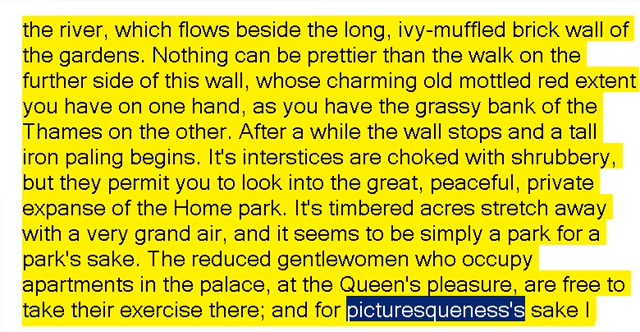 the river, which flows beside the long, ivy-muffled brick wall of
the gardens. Nothing can be prettier than the walk on the
further side of this wall, whose charming old mottled red extent
you have on one hand, as you have the grassy bank of the
Thames on the other. After a while the wall stops and a tall
iron paling begins. It's interstices are choked with shrubbery,
but they permit you to look into the great, peaceful, private
expanse of the Home park. It's timbered acres stretch away
with a very grand air, and it seems to be simply a park for a
park's sake. The reduced gentlewomen who occupy
apartments in the palace, at the Queen's pleasure, are free to
take their exercise there; and for picturesqueness's sake I